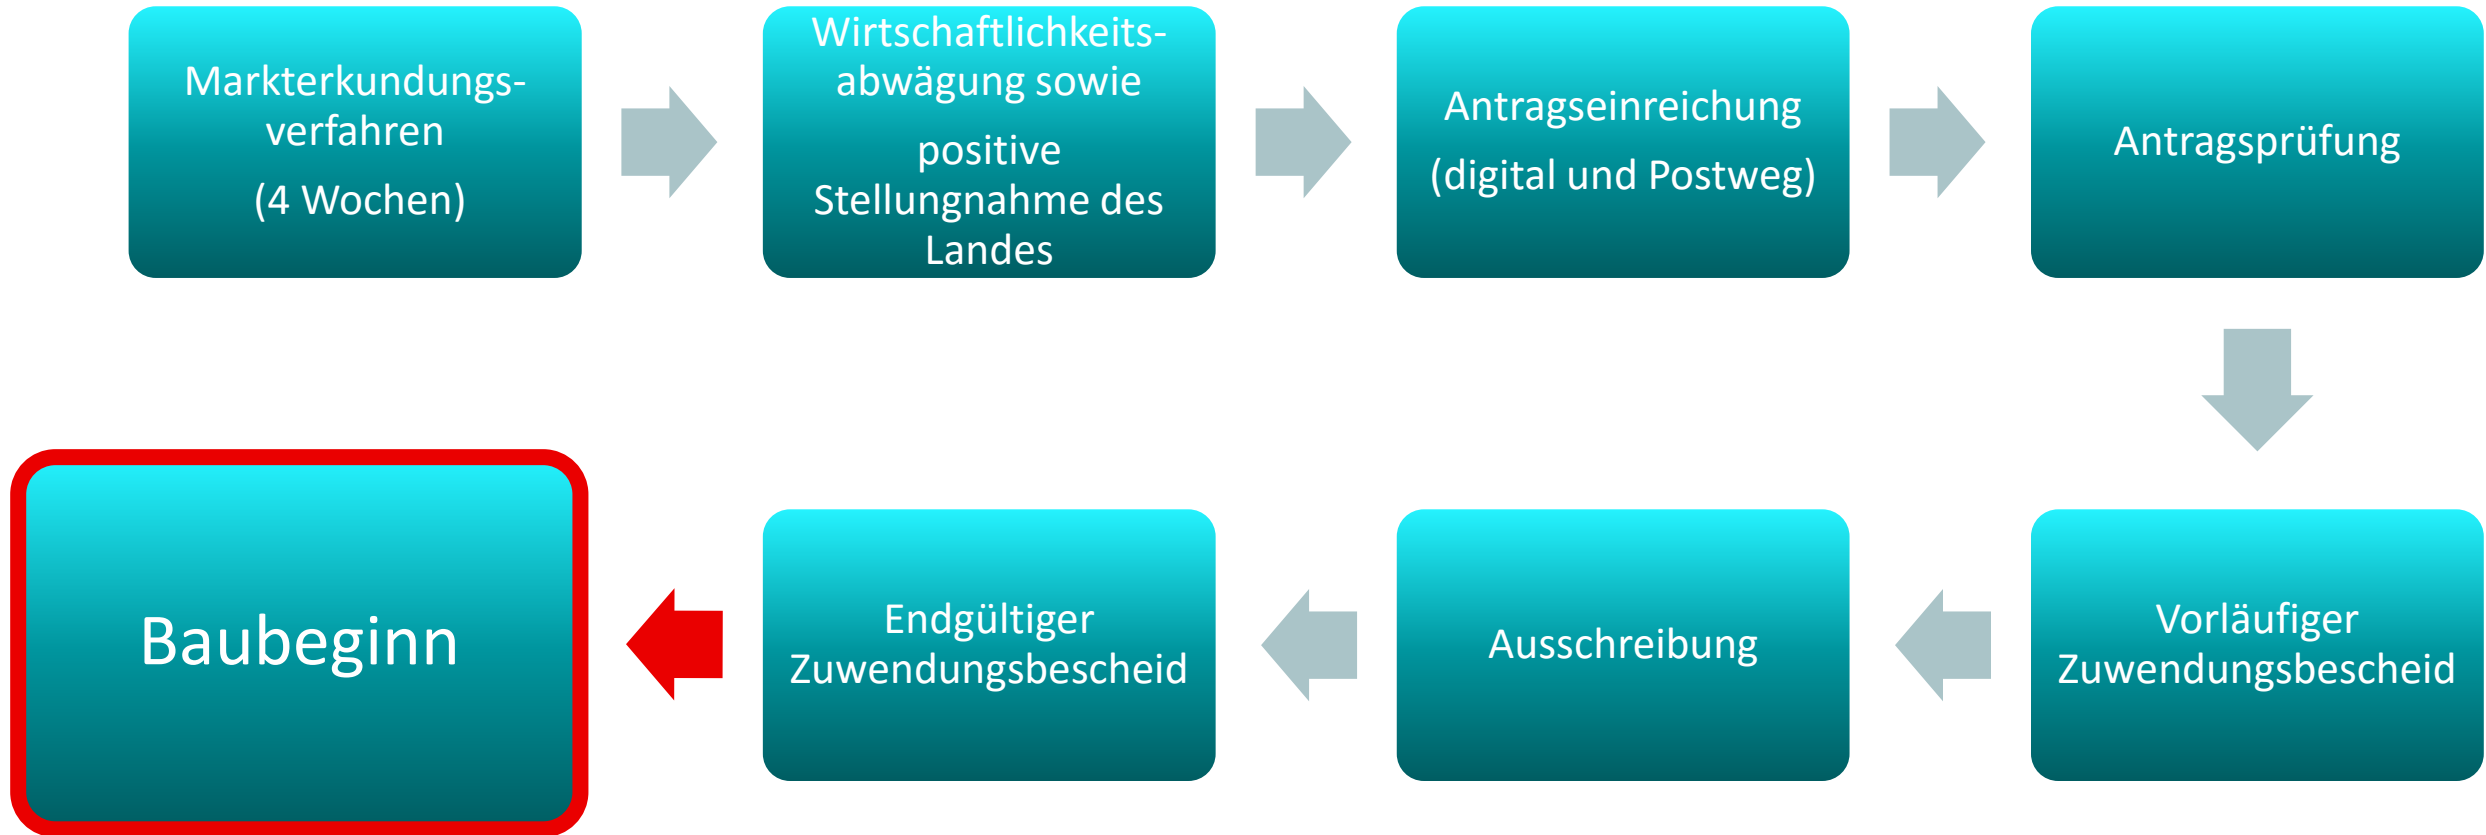 Markterkundungs-
verfahren
(4 Wochen)
Wirtschaftlichkeits-
abwägung sowie
positive
Stellungnahme des
Landes
Antragseinreichung
(digital und Postweg)
Antragsprüfung
Vorläufiger
Zuwendungsbescheid
Ausschreibung
Endgültiger
Zuwendungsbescheid
Baubeginn